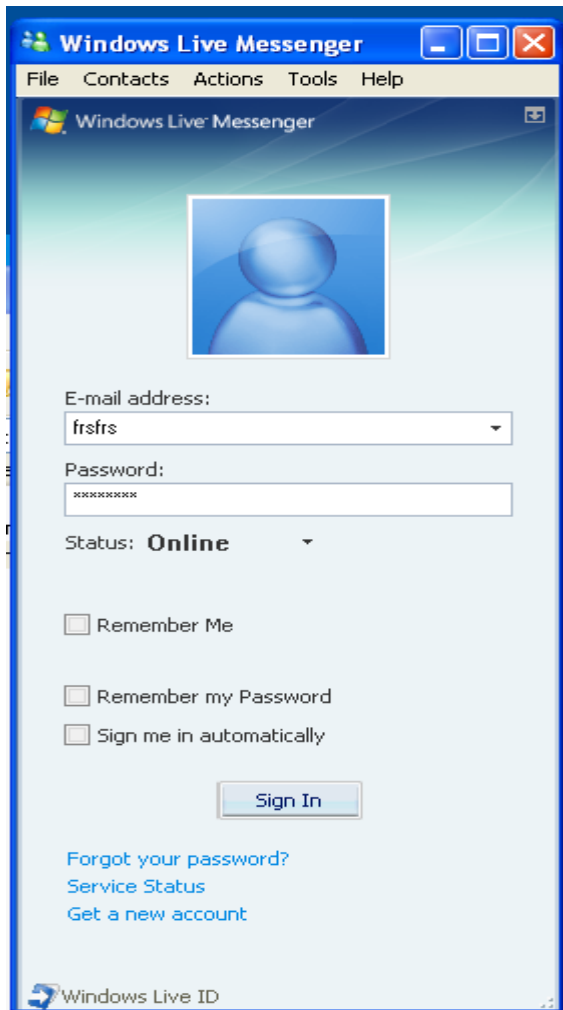 Windows Live Messenger
File Contacts Actions Tools Help
Windows Live Messenger
E-mail address:
frsfrs
Password:
********
Status: Online
Remember Me
Remember my Password
Sign me in automatically
Sign In
Forgot your password?
Service Status
Get a new account
Windows Live ID